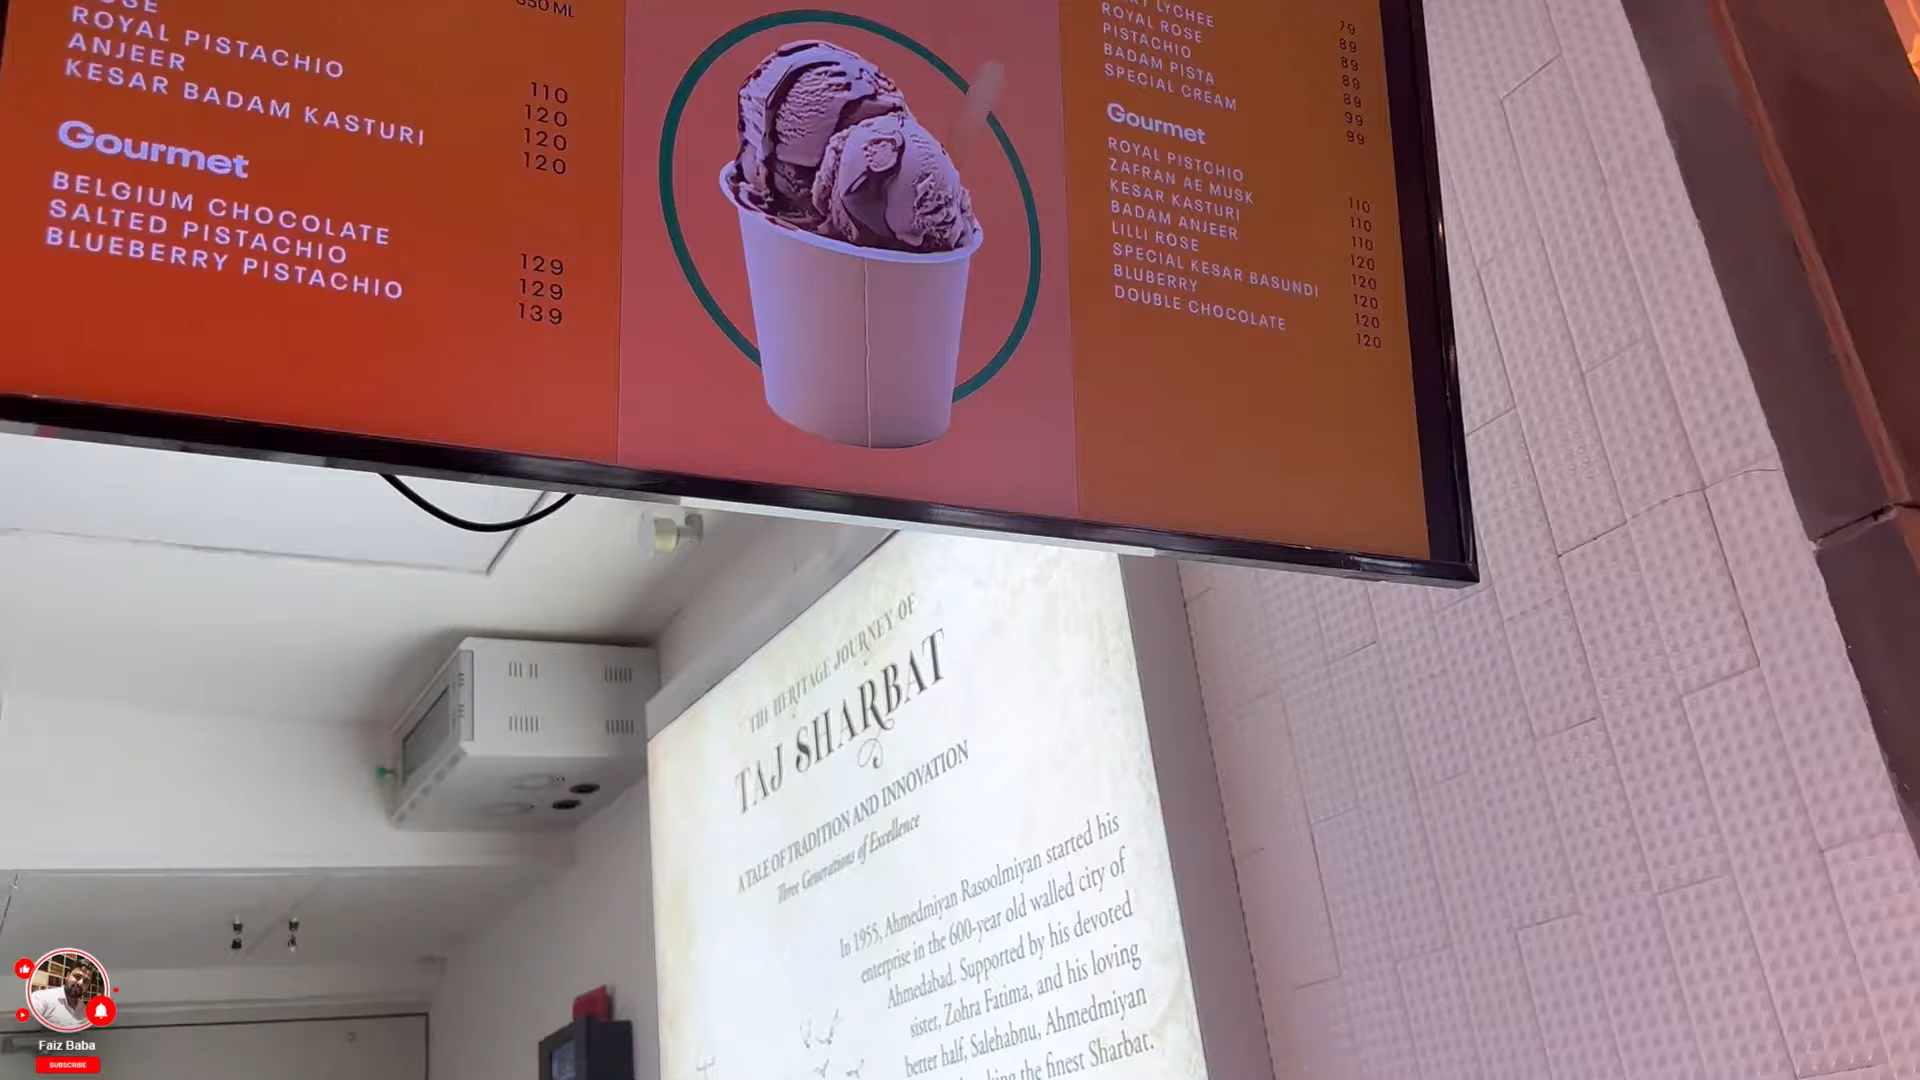 650 ML
ROYAL PISTACHIO
ANJEER
KESAR BADAM KASTURI
110
120
120
120
Gourmet
BELGIUM CHOCOLATE
SALTED PISTACHIO
BLUEBERRY PISTACHIO
129
129
139
LYCHEE
ROYAL ROSE
PISTACHIO
BADAM PISTA
SPECIAL CREAM
79
89
89
89
89
99
99
Gourmet
ROYAL PISTCHIO
ZAFRAN AE MUSK
KESAR KASTURI
BADAM ANJEER
LILLI ROSE
SPECIAL KESAR BASUNDI
BLUBERRY
DOUBLE CHOCOLATE
110
110
110
120
120
120
120
120
THE HERITAGE JOURNEY OF
TAJ SHARBAT
A TALE OF TRADITION AND INNOVATION
Three Generations of Excellence
In 1955, Ahmedmiyan Rasoolmiyan started his
enterprise in the 600-year old walled city of
Ahmedabad. Supported by his devoted
sister, Zohra Fatima, and his loving
better half, Salehabnu, Ahmedmiyan
the finest Sharbat.
Faiz Baba
SUBSCRIBE